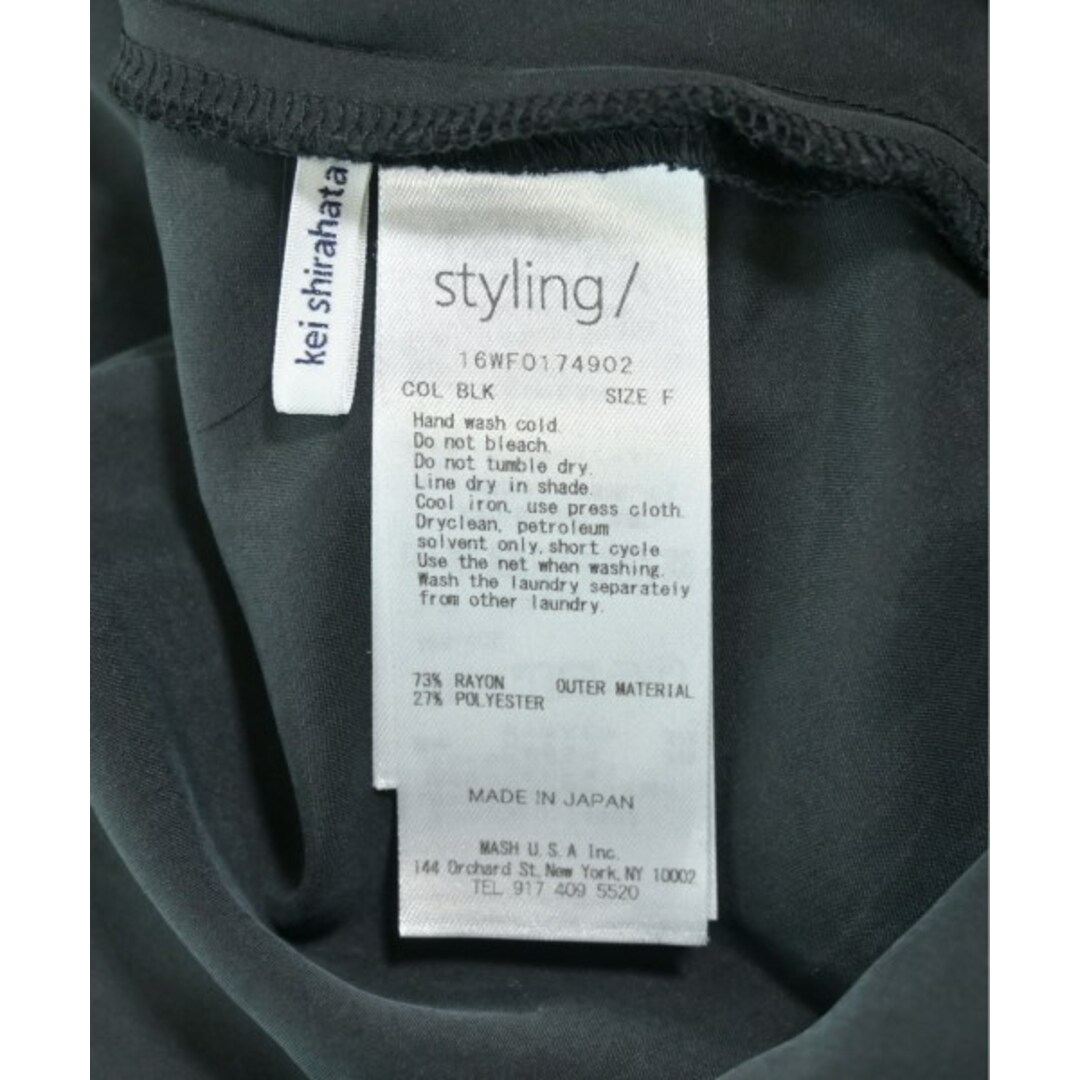 kei shirahata
styling/
16WF0174902
COL BLK SIZE F
Hand wash cold.
Do not bleach.
Do not tumble dry.
Line dry in shade.
Cool iron, use press cloth.
Dryclean, petroleum
solvent only, short cycle
Use the net when washing.
Wash the laundry separately
from other laundry.
73% RAYON OUTER MATERIAL
27% POLYESTER
MADE IN JAPAN
MASH U.S.A Inc.
144 Orchard St, New York, NY 10002
TEL 917 409 5520